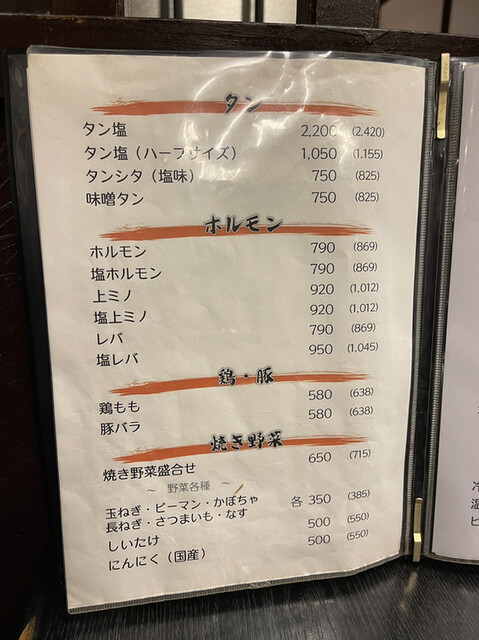 タン
タン塩 2,200 (2,420)
タン塩（ハーフサイズ） 1,050 (1,155)
タンシタ（塩味） 750 (825)
味噌タン 750 (825)
ホルモン
ホルモン 790 (869)
塩ホルモン 790 (869)
上ミノ 920 (1,012)
塩上ミノ 920 (1,012)
レバ 790 (869)
塩レバ 950 (1,045)
鶏・豚
鶏もも 580 (638)
豚バラ 580 (638)
焼き野菜
焼き野菜盛合せ 650 (715)
～ 野菜各種 ～
玉ねぎ・ピーマン・かぼちゃ
長ねぎ・さつまいも・なす 各 350 (385)
しいたけ 500 (550)
にんにく（国産） 500 (550)
冷
温
ビ